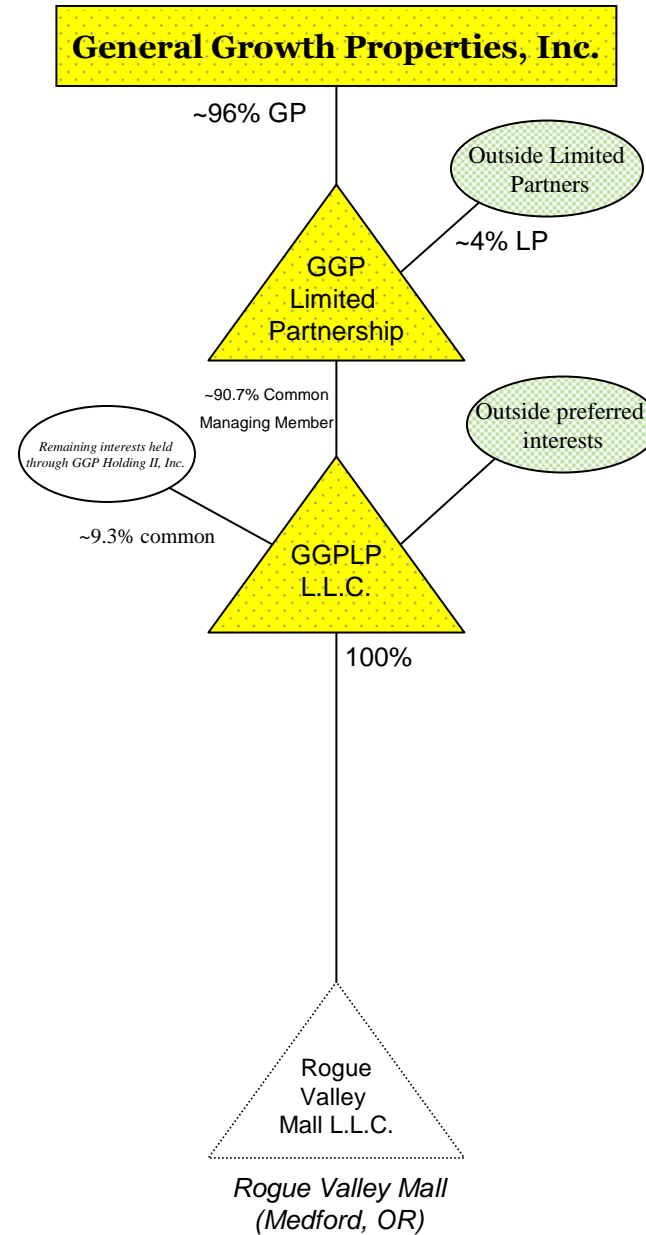 General Growth Properties, Inc.
~96% GP
Outside Limited
Partners
~4% LP
GGP
Limited
Partnership
~90.7% Common
Managing Member
Outside preferred
interests
Remaining interests held
through GGP Holding II, Inc.
~9.3% common
GGPLP
L.L.C.
100%
Rogue
Valley
Mall L.L.C.
Rogue Valley Mall
(Medford, OR)